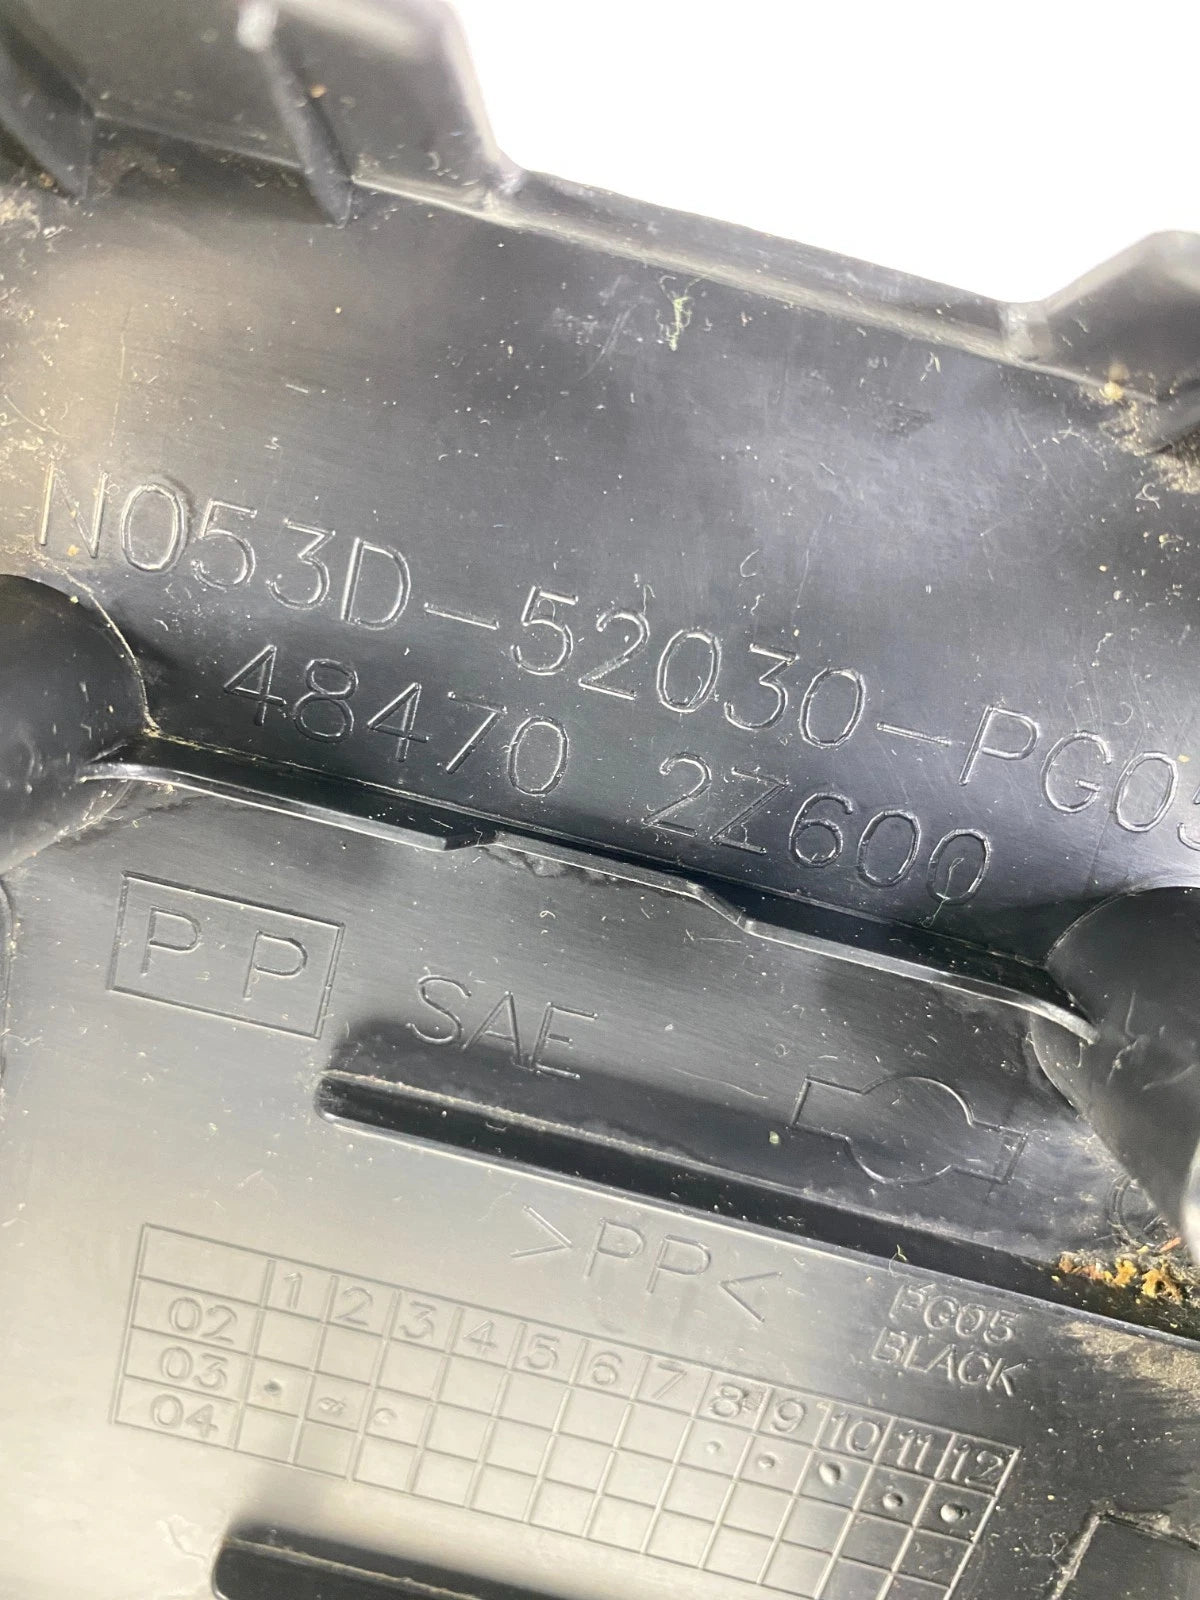 N053D-52030-PG05
48470 2Z600
PP SAE
>PP<
PG05
BLACK
1 2 3 4 5 6 7 8 9 10 11 12
02
03
04